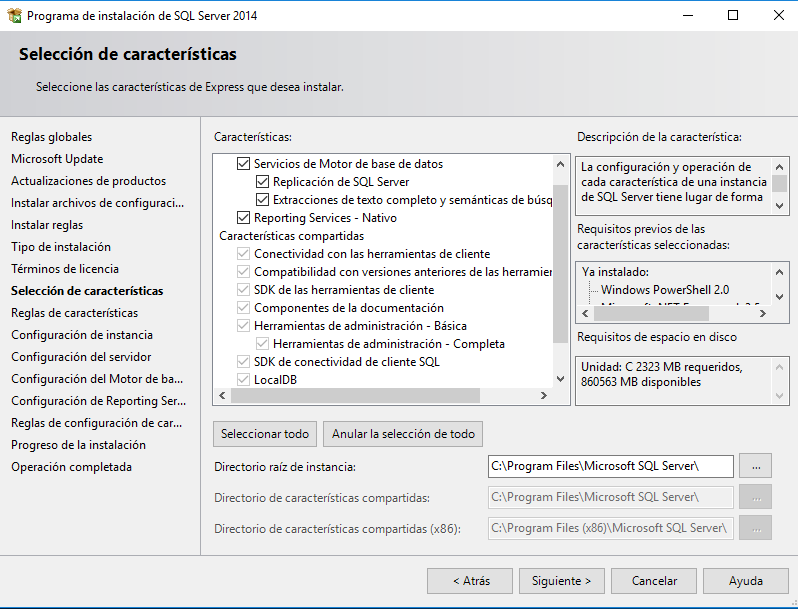 Programa de instalación de SQL Server 2014
Selección de características
Seleccione las características de Express que desea instalar.
Reglas globales
Microsoft Update
Actualizaciones de productos
Instalar archivos de configuraci...
Instalar reglas
Tipo de instalación
Términos de licencia
Selección de características
Reglas de características
Configuración de instancia
Configuración del servidor
Configuración del Motor de ba...
Configuración de Reporting Ser...
Reglas de configuración de car...
Progreso de la instalación
Operación completada
Características:
Servicios de Motor de base de datos
Replicación de SQL Server
Extracciones de texto completo y semánticas de búsq
Reporting Services - Nativo
Características compartidas
Conectividad con las herramientas de cliente
Compatibilidad con versiones anteriores de las herramier
SDK de las herramientas de cliente
Componentes de la documentación
Herramientas de administración - Básica
Herramientas de administración - Completa
SDK de conectividad de cliente SQL
LocalDB
Descripción de la característica:
La configuración y operación de
cada característica de una instancia
de SQL Server tiene lugar de forma
Requisitos previos de las
características seleccionadas:
Ya instalado:
Windows PowerShell 2.0
Requisitos de espacio en disco
Unidad: C 2323 MB requeridos,
860563 MB disponibles
Seleccionar todo
Anular la selección de todo
Directorio raíz de instancia:
C:\Program Files\Microsoft SQL Server\
...
Directorio de características compartidas:
C:\Program Files\Microsoft SQL Server\
...
Directorio de características compartidas (x86):
C:\Program Files (x86)\Microsoft SQL Server\
...
< Atrás
Siguiente >
Cancelar
Ayuda